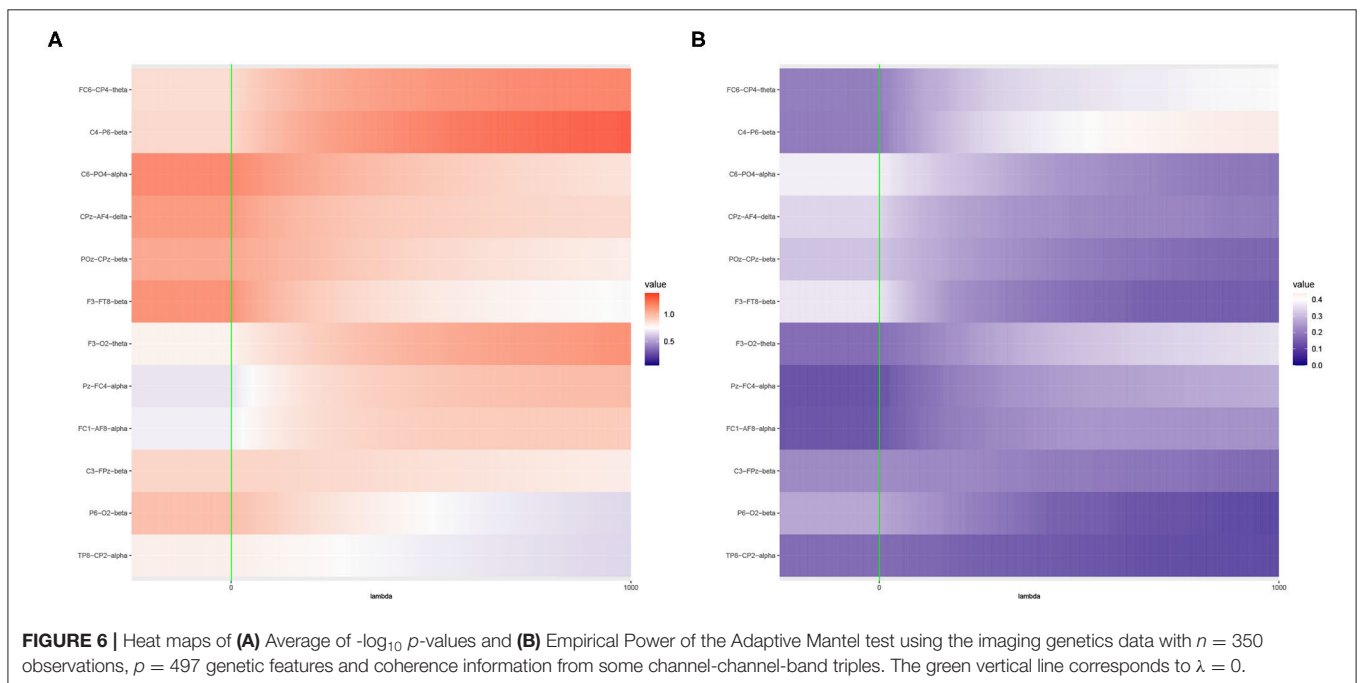 A
FC6-CP4-theta
C4-P6-beta
C6-PO4-alpha
CPz-AF4-delta
POz-CPz-beta
F3-FT8-beta
F3-O2-theta
Pz-FC4-alpha
FC1-AF8-alpha
C3-FPz-beta
P6-O2-beta
TP8-CP2-alpha
0
1000
lambda
value
1.0
0.5
B
FC6-CP4-theta
C4-P6-beta
C6-PO4-alpha
CPz-AF4-delta
POz-CPz-beta
F3-FT8-beta
F3-O2-theta
Pz-FC4-alpha
FC1-AF8-alpha
C3-FPz-beta
P6-O2-beta
TP8-CP2-alpha
0
1000
lambda
value
0.4
0.3
0.2
0.1
0.0
FIGURE 6 | Heat maps of (A) Average of -log₁₀ p-values and (B) Empirical Power of the Adaptive Mantel test using the imaging genetics data with n = 350
observations, p = 497 genetic features and coherence information from some channel-channel-band triples. The green vertical line corresponds to λ = 0.